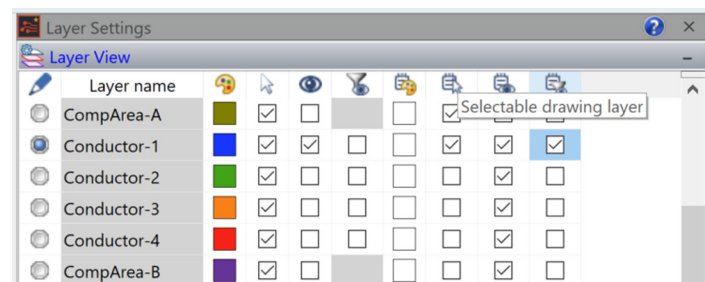 Layer Settings
Layer View
Layer name
Selectable drawing layer
CompArea-A
Conductor-1
Conductor-2
Conductor-3
Conductor-4
CompArea-B